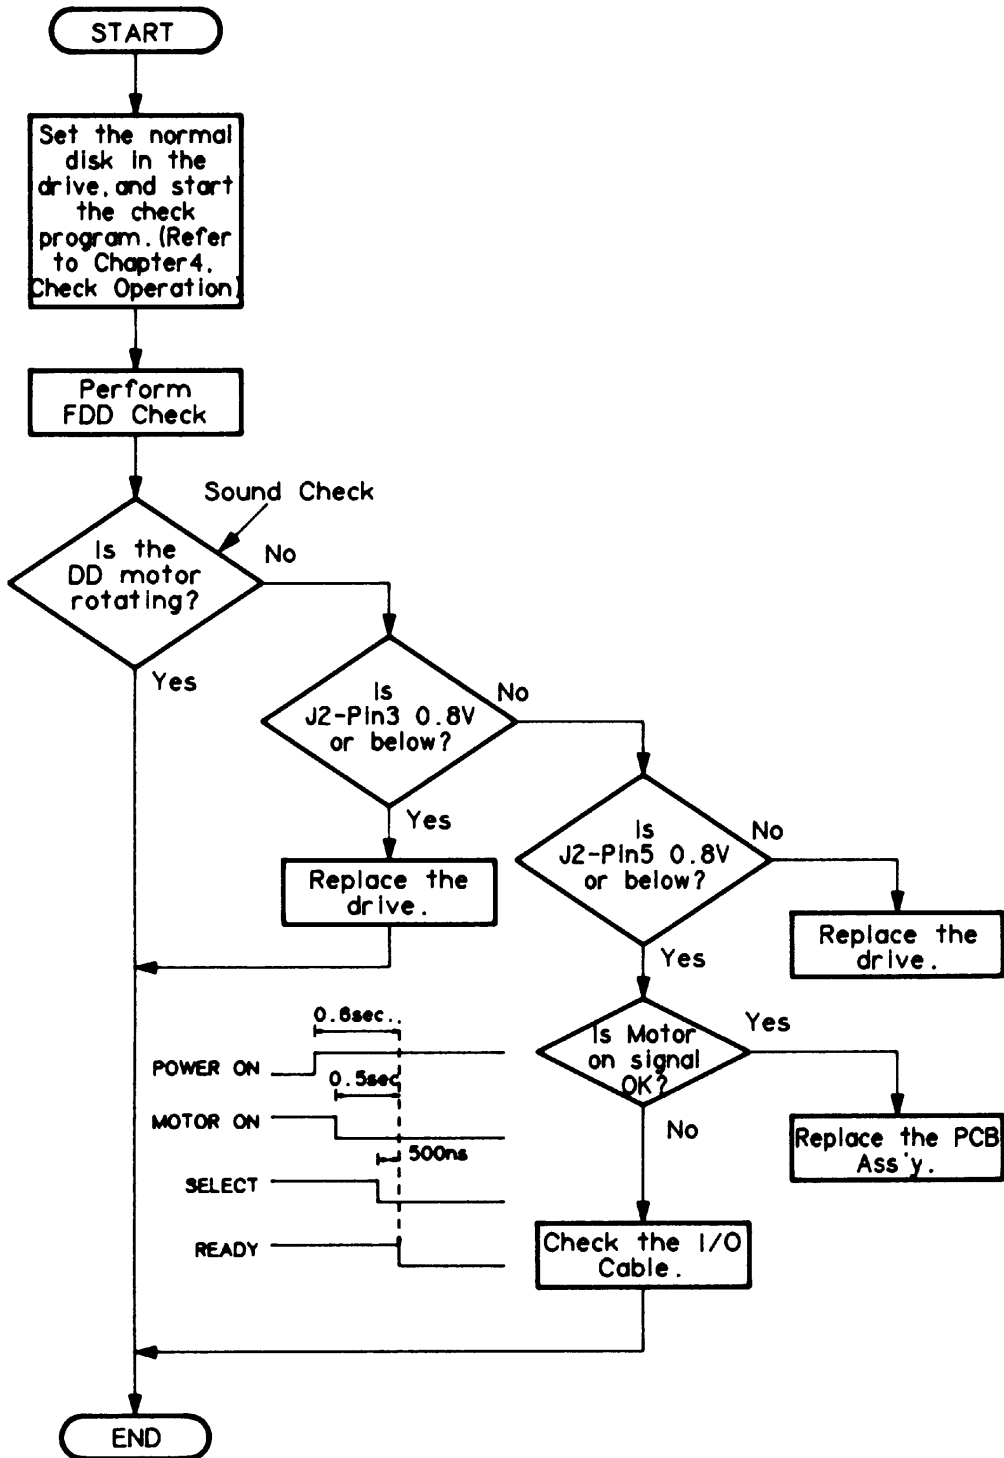 START
Set the normal
disk in the
drive, and start
the check
program. (Refer
to Chapter 4,
Check Operation)
Perform
FDD Check
Sound Check
Is the
DD motor
rotating?
No
Yes
Is
J2-Pin3 0.8V
or below?
No
Yes
Replace the
drive.
Is
J2-Pin5 0.8V
or below?
No
Yes
Replace the
drive.
Is Motor
on signal
OK?
Yes
No
Replace the PCB
Ass'y.
Check the I/O
Cable.
0.6sec..
POWER ON
0.5sec
MOTOR ON
500ns
SELECT
READY
END